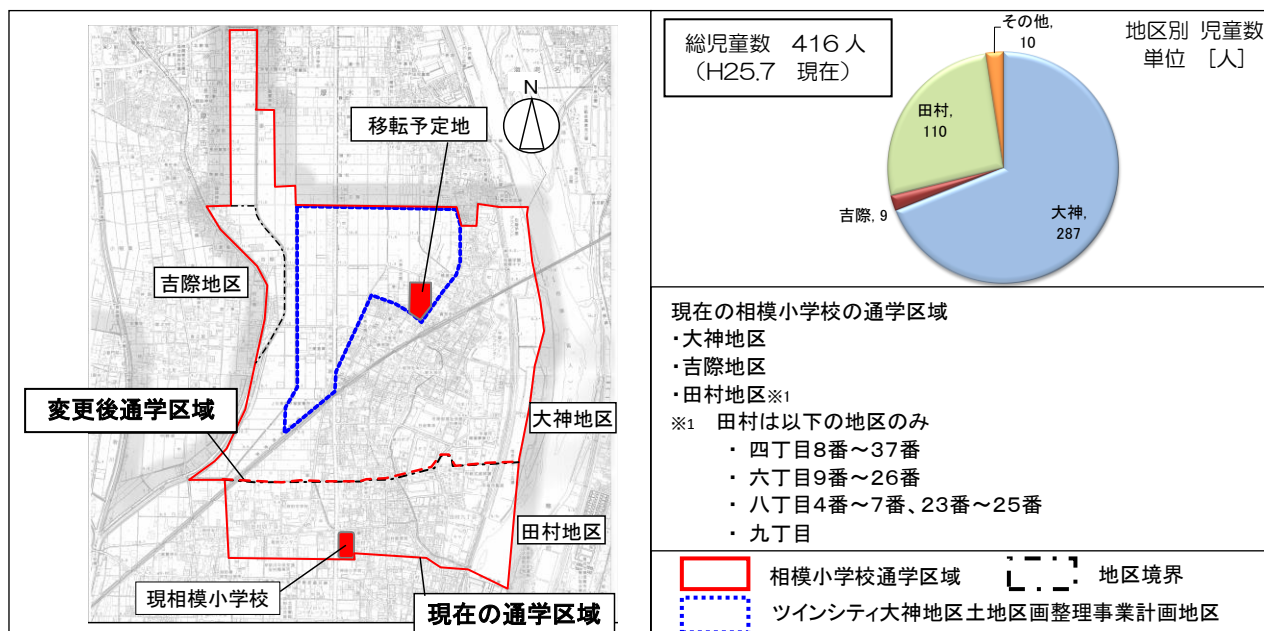 移転予定地
N
吉際地区
変更後通学区域
大神地区
田村地区
現相模小学校
現在の通学区域
総児童数 416人
(H25.7 現在)
地区別 児童数
単位 [人]
その他,
10
田村,
110
吉際, 9
大神,
287
現在の相模小学校の通学区域
・大神地区
・吉際地区
・田村地区※1
※1 田村は以下の地区のみ
・ 四丁目8番～37番
・ 六丁目9番～26番
・ 八丁目4番～7番、23番～25番
・ 九丁目
相模小学校通学区域
地区境界
ツインシティ大神地区土地区画整理事業計画地区